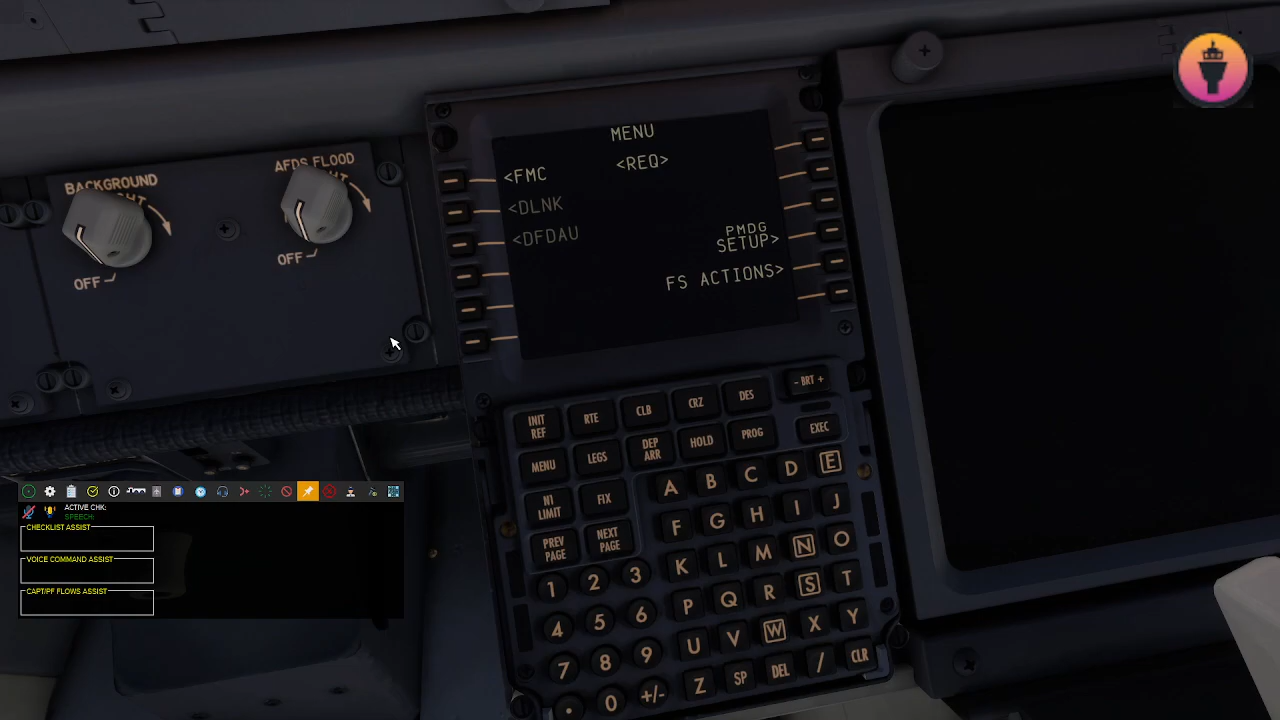 BACKGROUND
OFF
AFDS FLOOD
OFF
MENU
<FMC
<REQ>
<DLNK
<DFDAU
PMDG
SETUP>
FS ACTIONS>
INIT
REF
RTE
CLB
CRZ
DES
- BRT +
MENU
LEGS
DEP
ARR
HOLD
PROG
EXEC
N1
LIMIT
FIX
PREV
PAGE
NEXT
PAGE
A B C D E
F G H I J
K L M N O
P Q R S T
U V W X Y
Z SP DEL / CLR
1 2 3
4 5 6
7 8 9
. 0 +/-
ACTIVE CHK:
SPEECH:
CHECKLIST ASSIST
VOICE COMMAND ASSIST
CAPT/PF FLOWS ASSIST